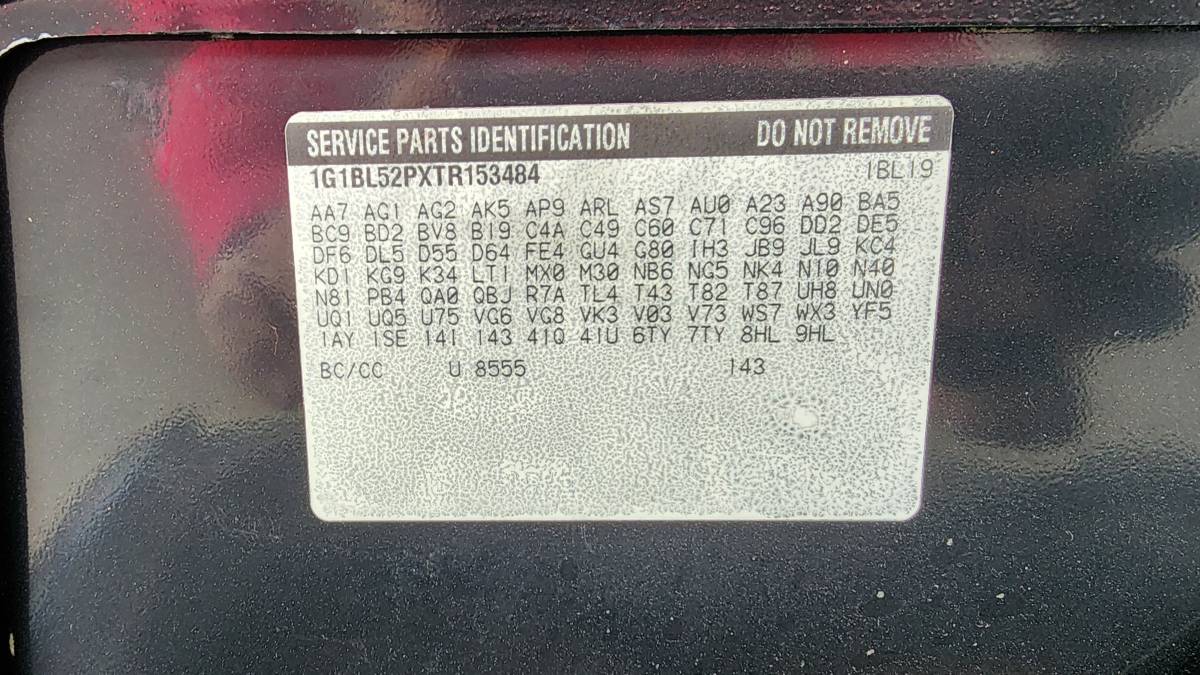 SERVICE PARTS IDENTIFICATION DO NOT REMOVE
1G1BL52PXTR153484 1BL19
AA7 AG1 AG2 AK5 AP9 ARL AS7 AU0 A23 A90 BA5
BC9 BD2 BV8 B19 C4A C49 C60 C71 C96 DD2 DE5
DF6 DL5 D55 D64 FE4 GU4 G80 IH3 JB9 JL9 KC4
KD1 KG9 K34 LT1 MX0 M30 NB6 NG5 NK4 N10 N40
N81 PB4 QA0 QBJ R7A TL4 T43 T82 T87 UH8 UN0
UQ1 UQ5 U75 VG6 VG8 VK3 V03 V73 WS7 WX3 YF5
1AY 1SE 14I 143 41Q 41U 6TY 7TY 8HL 9HL
BC/CC U 8555 143